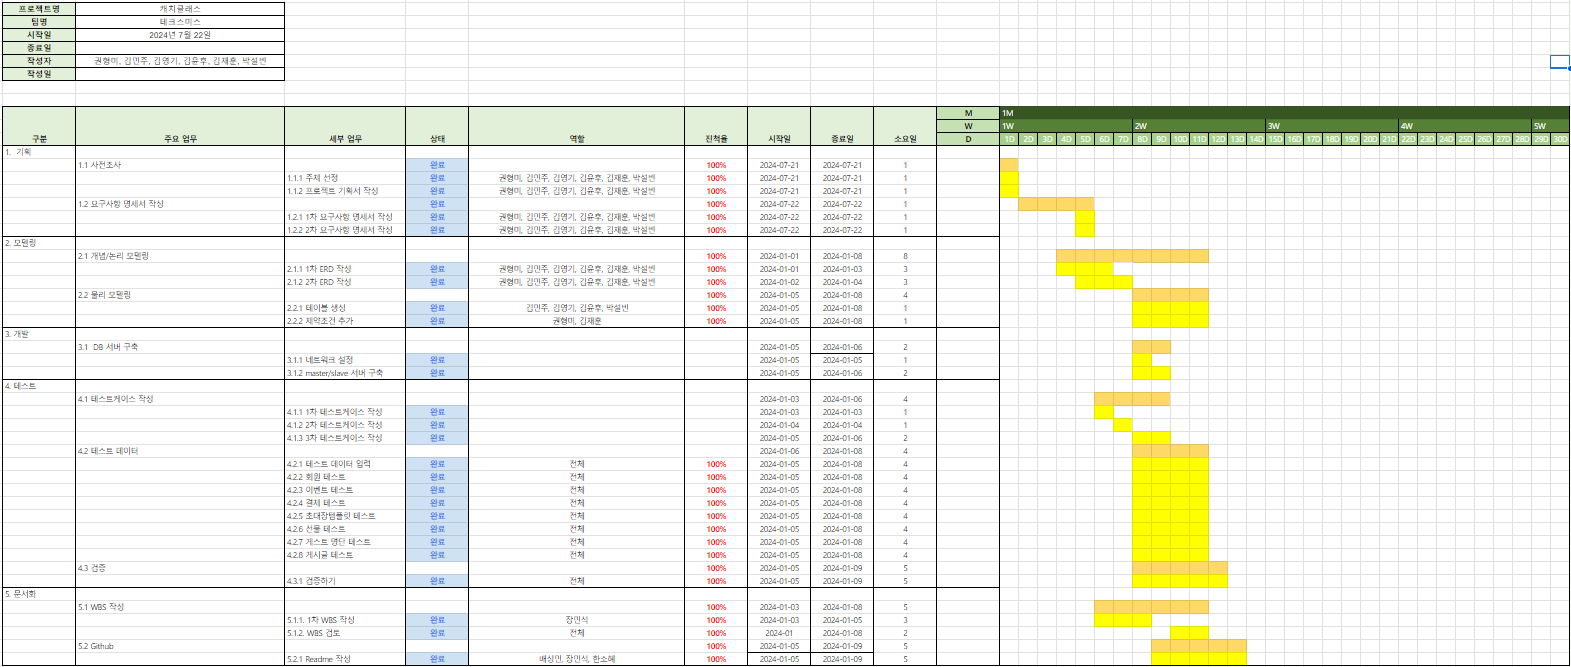 프로젝트명 캐치클래스
팀명 테크스미스
시작일 2024년 7월 22일
종료일
작성자 권형미, 김민주, 김영기, 김윤후, 김재훈, 박설빈
작성일
M 1M
W 1W 2W 3W 4W 5W
구분 주요 업무 세부 업무 상태 역할 진척율 시작일 종료일 소요일 D 1D 2D 3D 4D 5D 6D 7D 8D 9D 10D 11D 12D 13D 14D 15D 16D 17D 18D 19D 20D 21D 22D 23D 24D 25D 26D 27D 28D 29D 30D
1. 기획
1.1 사전조사 완료 100% 2024-07-21 2024-07-21 1
1.1.1 주제 선정 완료 권형미, 김민주, 김영기, 김윤후, 김재훈, 박설빈 100% 2024-07-21 2024-07-21 1
1.1.2 프로젝트 기획서 작성 완료 권형미, 김민주, 김영기, 김윤후, 김재훈, 박설빈 100% 2024-07-21 2024-07-21 1
1.2 요구사항 명세서 작성 완료 100% 2024-07-22 2024-07-22 1
1.2.1 1차 요구사항 명세서 작성 완료 권형미, 김민주, 김영기, 김윤후, 김재훈, 박설빈 100% 2024-07-22 2024-07-22 1
1.2.2 2차 요구사항 명세서 작성 완료 권형미, 김민주, 김영기, 김윤후, 김재훈, 박설빈 100% 2024-07-22 2024-07-22 1
2. 모델링
2.1 개념/논리 모델링 100% 2024-01-01 2024-01-08 8
2.1.1 1차 ERD 작성 완료 권형미, 김민주, 김영기, 김윤후, 김재훈, 박설빈 100% 2024-01-01 2024-01-03 3
2.1.2 2차 ERD 작성 완료 권형미, 김민주, 김영기, 김윤후, 김재훈, 박설빈 100% 2024-01-02 2024-01-04 3
2.2 물리 모델링 100% 2024-01-05 2024-01-08 4
2.2.1 테이블 생성 완료 김민주, 김영기, 김윤후, 박설빈 100% 2024-01-05 2024-01-08 1
2.2.2 제약조건 추가 완료 권형미, 김재훈 100% 2024-01-05 2024-01-08 1
3. 개발
3.1 DB 서버 구축 2024-01-05 2024-01-06 2
3.1.1 네트워크 설정 완료 2024-01-05 2024-01-05 1
3.1.2 master/slave 서버 구축 완료 2024-01-05 2024-01-06 2
4. 테스트
4.1 테스트케이스 작성 2024-01-03 2024-01-06 4
4.1.1 1차 테스트케이스 작성 완료 2024-01-03 2024-01-03 1
4.1.2 2차 테스트케이스 작성 완료 2024-01-04 2024-01-04 1
4.1.3 3차 테스트케이스 작성 완료 2024-01-05 2024-01-06 2
4.2 테스트 데이터 2024-01-06 2024-01-08 4
4.2.1 테스트 데이터 입력 완료 전체 100% 2024-01-05 2024-01-08 4
4.2.2 회원 테스트 완료 전체 100% 2024-01-05 2024-01-08 4
4.2.3 이벤트 테스트 완료 전체 100% 2024-01-05 2024-01-08 4
4.2.4 결제 테스트 완료 전체 100% 2024-01-05 2024-01-08 4
4.2.5 초대장템플릿 테스트 완료 전체 100% 2024-01-05 2024-01-08 4
4.2.6 선물 테스트 완료 전체 100% 2024-01-05 2024-01-08 4
4.2.7 게스트 명단 테스트 완료 전체 100% 2024-01-05 2024-01-08 4
4.2.8 게시글 테스트 완료 전체 100% 2024-01-05 2024-01-08 4
4.3 검증 100% 2024-01-05 2024-01-09 5
4.3.1 검증하기 완료 전체 100% 2024-01-05 2024-01-09 5
5. 문서화
5.1 WBS 작성 100% 2024-01-03 2024-01-08 5
5.1.1. 1차 WBS 작성 완료 장민석 100% 2024-01-03 2024-01-05 3
5.1.2. WBS 검토 완료 전체 100% 2024-01 2024-01-08 2
5.2 Github 100% 2024-01-05 2024-01-09 5
5.2.1 Readme 작성 완료 배성민, 장민석, 한소혜 100% 2024-01-05 2024-01-09 5